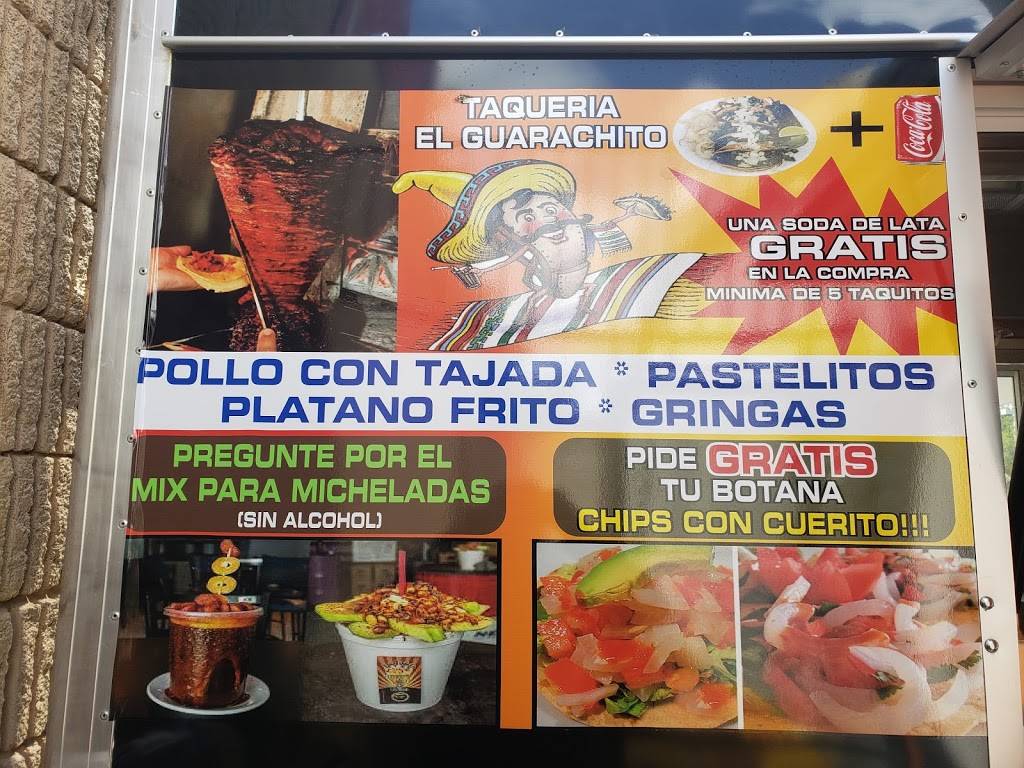 TAQUERIA
EL GUARACHITO
+
Coca-Cola
UNA SODA DE LATA
GRATIS
EN LA COMPRA
MINIMA DE 5 TAQUITOS
POLLO CON TAJADA * PASTELITOS
PLATANO FRITO * GRINGAS
PREGUNTE POR EL
MIX PARA MICHELADAS
(SIN ALCOHOL)
PIDE GRATIS
TU BOTANA
CHIPS CON CUERITO!!!